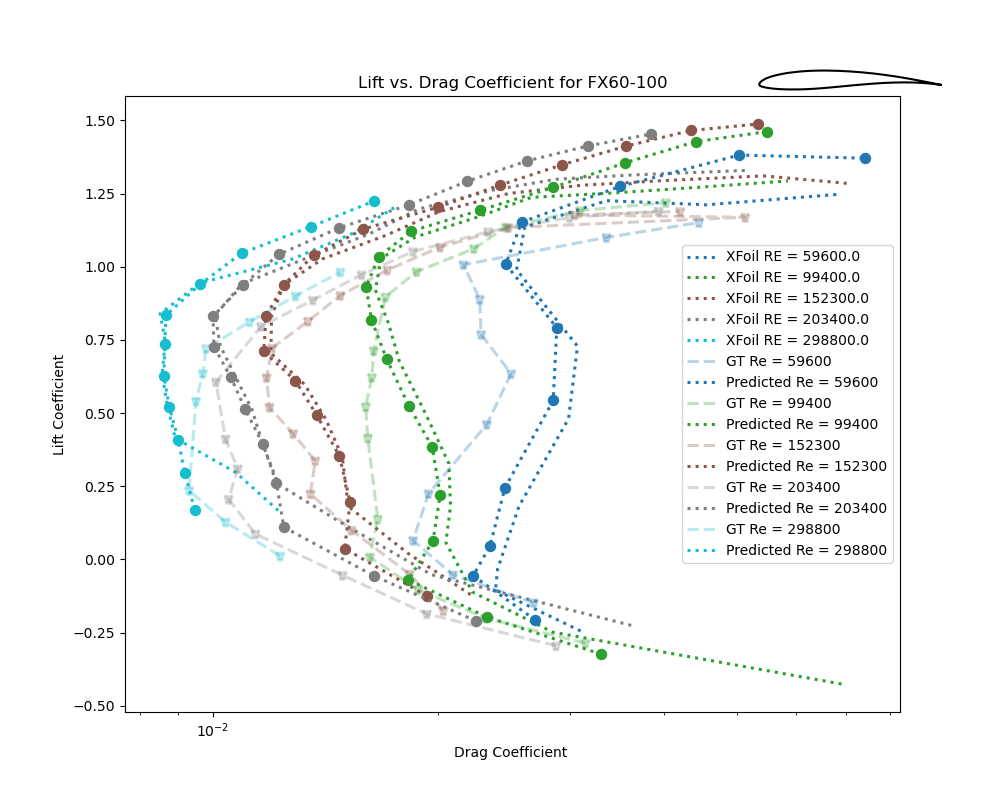 Lift vs. Drag Coefficient for FX60-100
1.50
1.25
1.00
0.75
0.50
0.25
0.00
−0.25
−0.50
Lift Coefficient
10⁻²
Drag Coefficient
XFoil RE = 59600.0
XFoil RE = 99400.0
XFoil RE = 152300.0
XFoil RE = 203400.0
XFoil RE = 298800.0
GT Re = 59600
Predicted Re = 59600
GT Re = 99400
Predicted Re = 99400
GT Re = 152300
Predicted Re = 152300
GT Re = 203400
Predicted Re = 203400
GT Re = 298800
Predicted Re = 298800